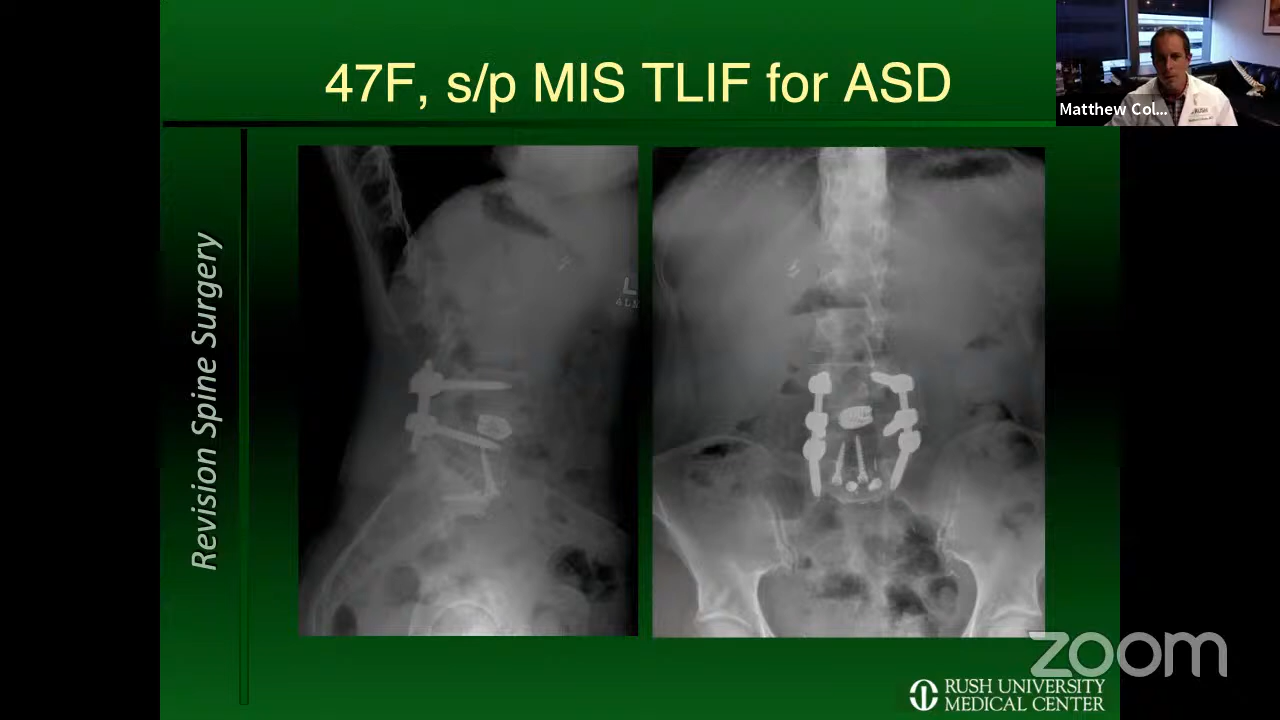 47F, s/p MIS TLIF for ASD
Matthew Col...
Revision Spine Surgery
L
zoom
RUSH UNIVERSITY
MEDICAL CENTER